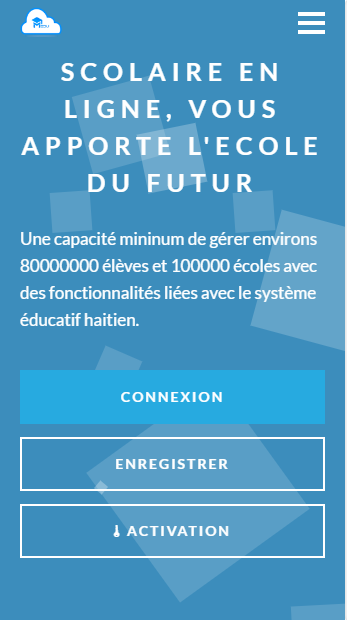 SCOLAIRE EN
LIGNE, VOUS
APPORTE L'ECOLE
DU FUTUR
Une capacité mininum de gérer environs
80000000 élèves et 100000 écoles avec
des fonctionnalités liées avec le système
éducatif haitien.
CONNEXION
ENREGISTRER
ACTIVATION